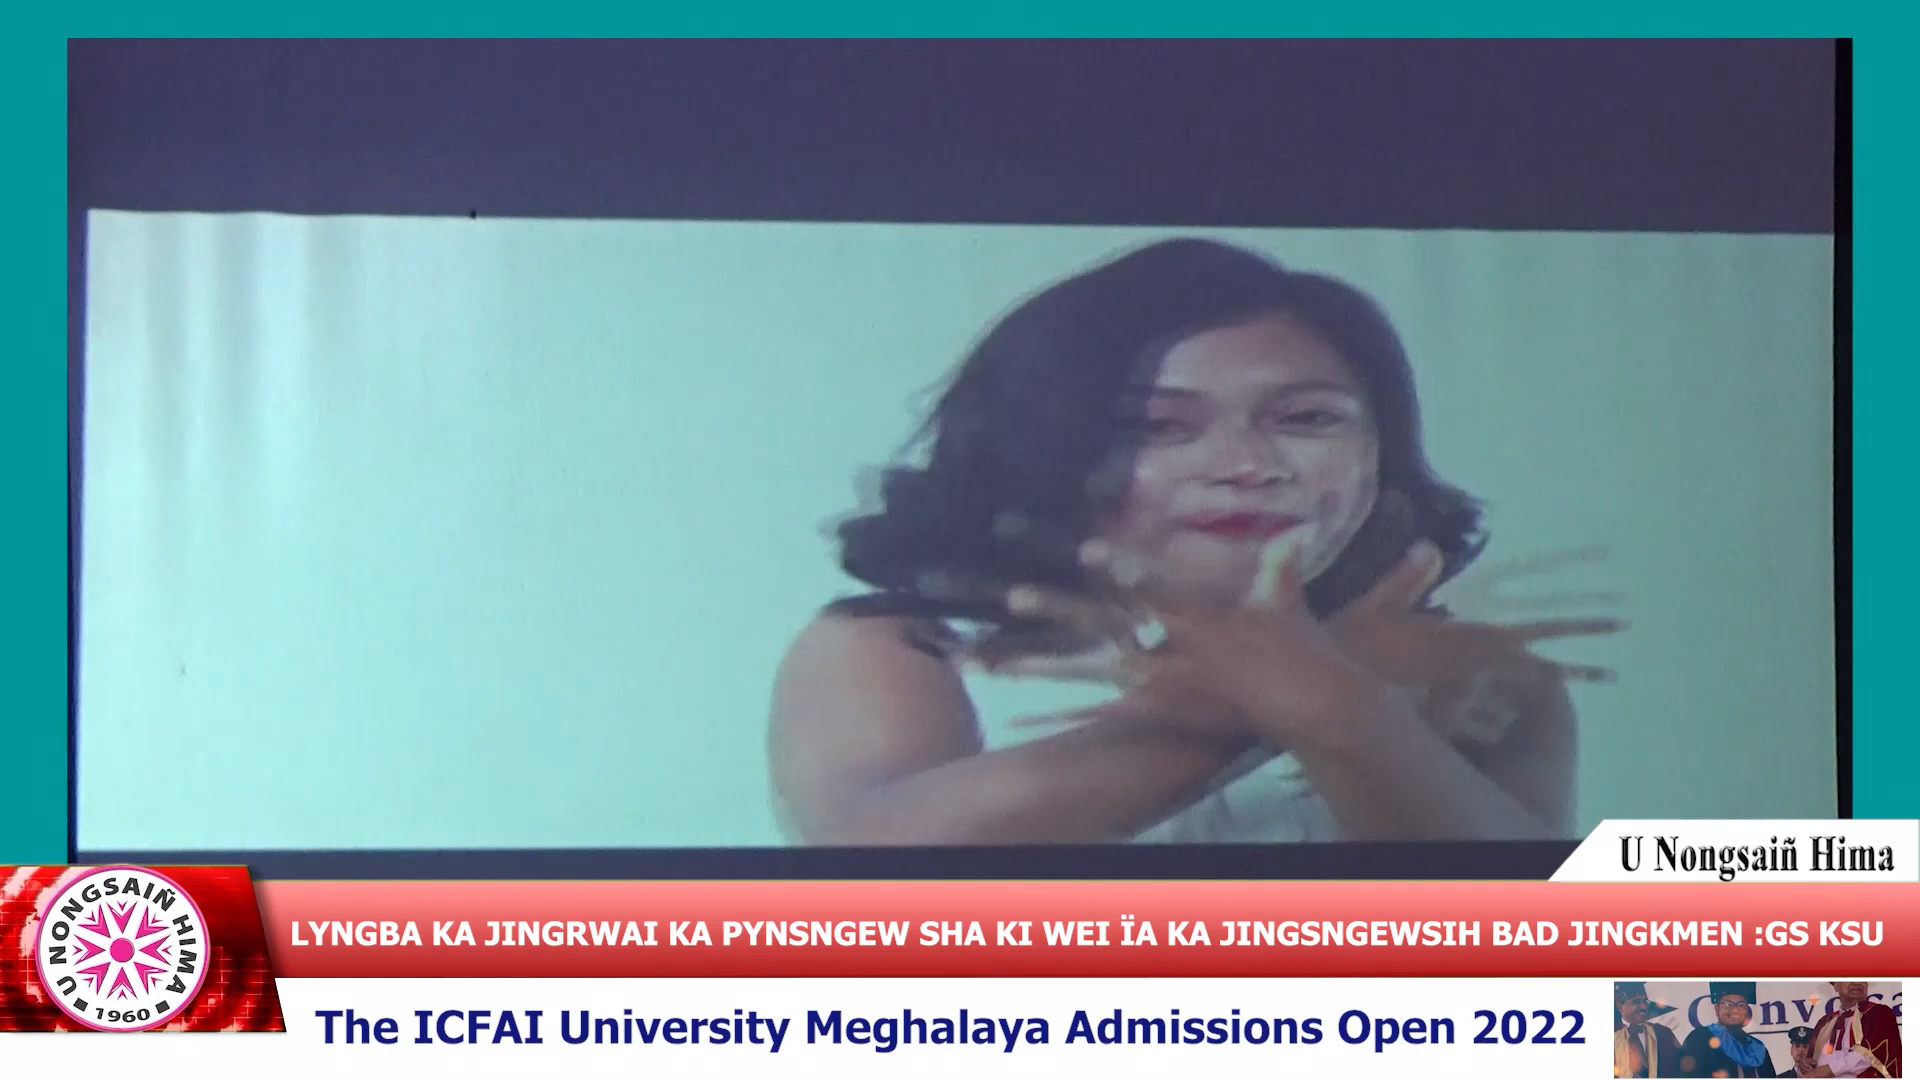 U Nongsaiñ Hima
U NONGSAIÑ HIMA
1960
LYNGBA KA JINGRWAI KA PYNSNGEW SHA KI WEI ÏA KA JINGSNGEWSIH BAD JINGKMEN :GS KSU
The ICFAI University Meghalaya Admissions Open 2022